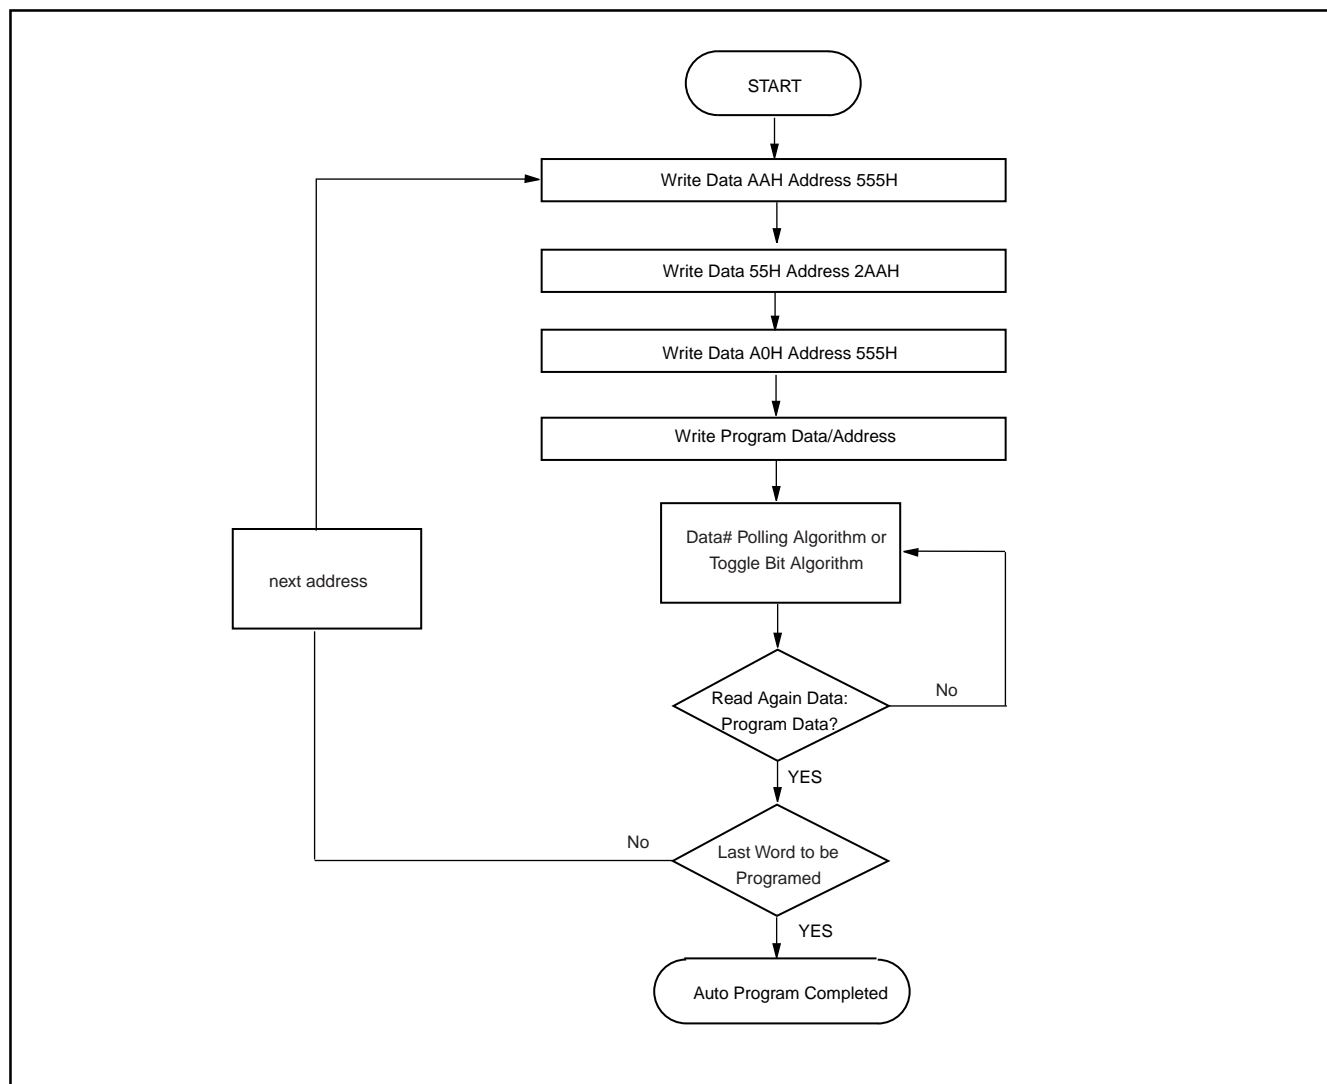 START
Write Data AAH Address 555H
Write Data 55H Address 2AAH
Write Data A0H Address 555H
Write Program Data/Address
Data# Polling Algorithm or
Toggle Bit Algorithm
next address
Read Again Data:
Program Data?
No
YES
No
Last Word to be
Programed
YES
Auto Program Completed